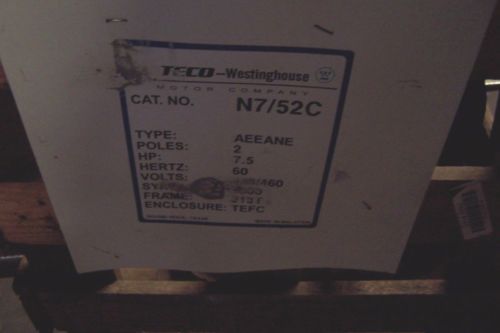 TECO–Westinghouse
MOTOR COMPANY
CAT. NO. N7/52C
TYPE: AEEANE
POLES: 2
HP: 7.5
HERTZ: 60
VOLTS:
FRAME:
ENCLOSURE: TEFC